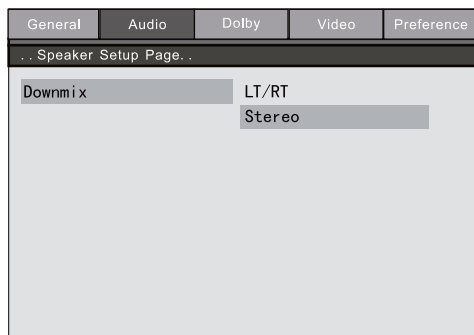 General Audio Dolby Video Preference
. . Speaker Setup Page. .
Downmix LT/RT
Stereo